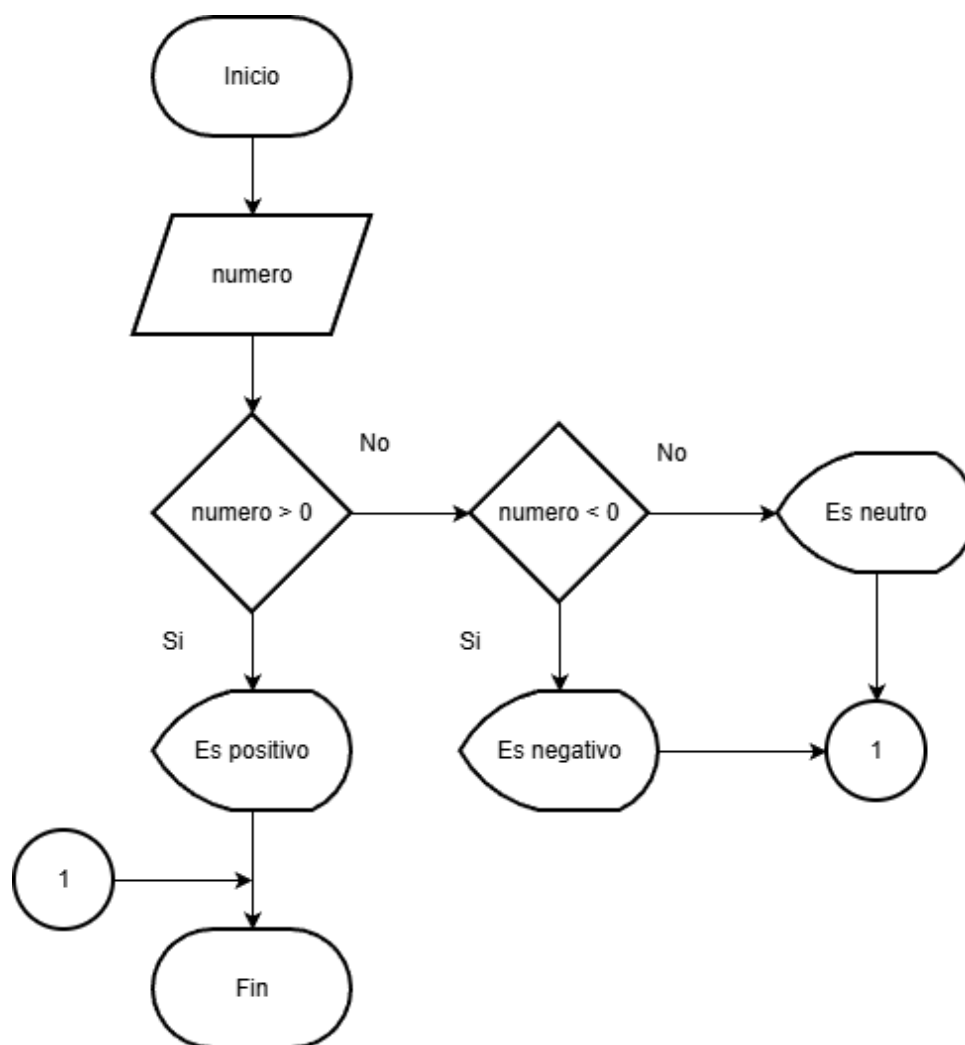 Inicio
numero
No
No
numero > 0
numero < 0
Es neutro
Si
Si
Es positivo
Es negativo
1
1
Fin